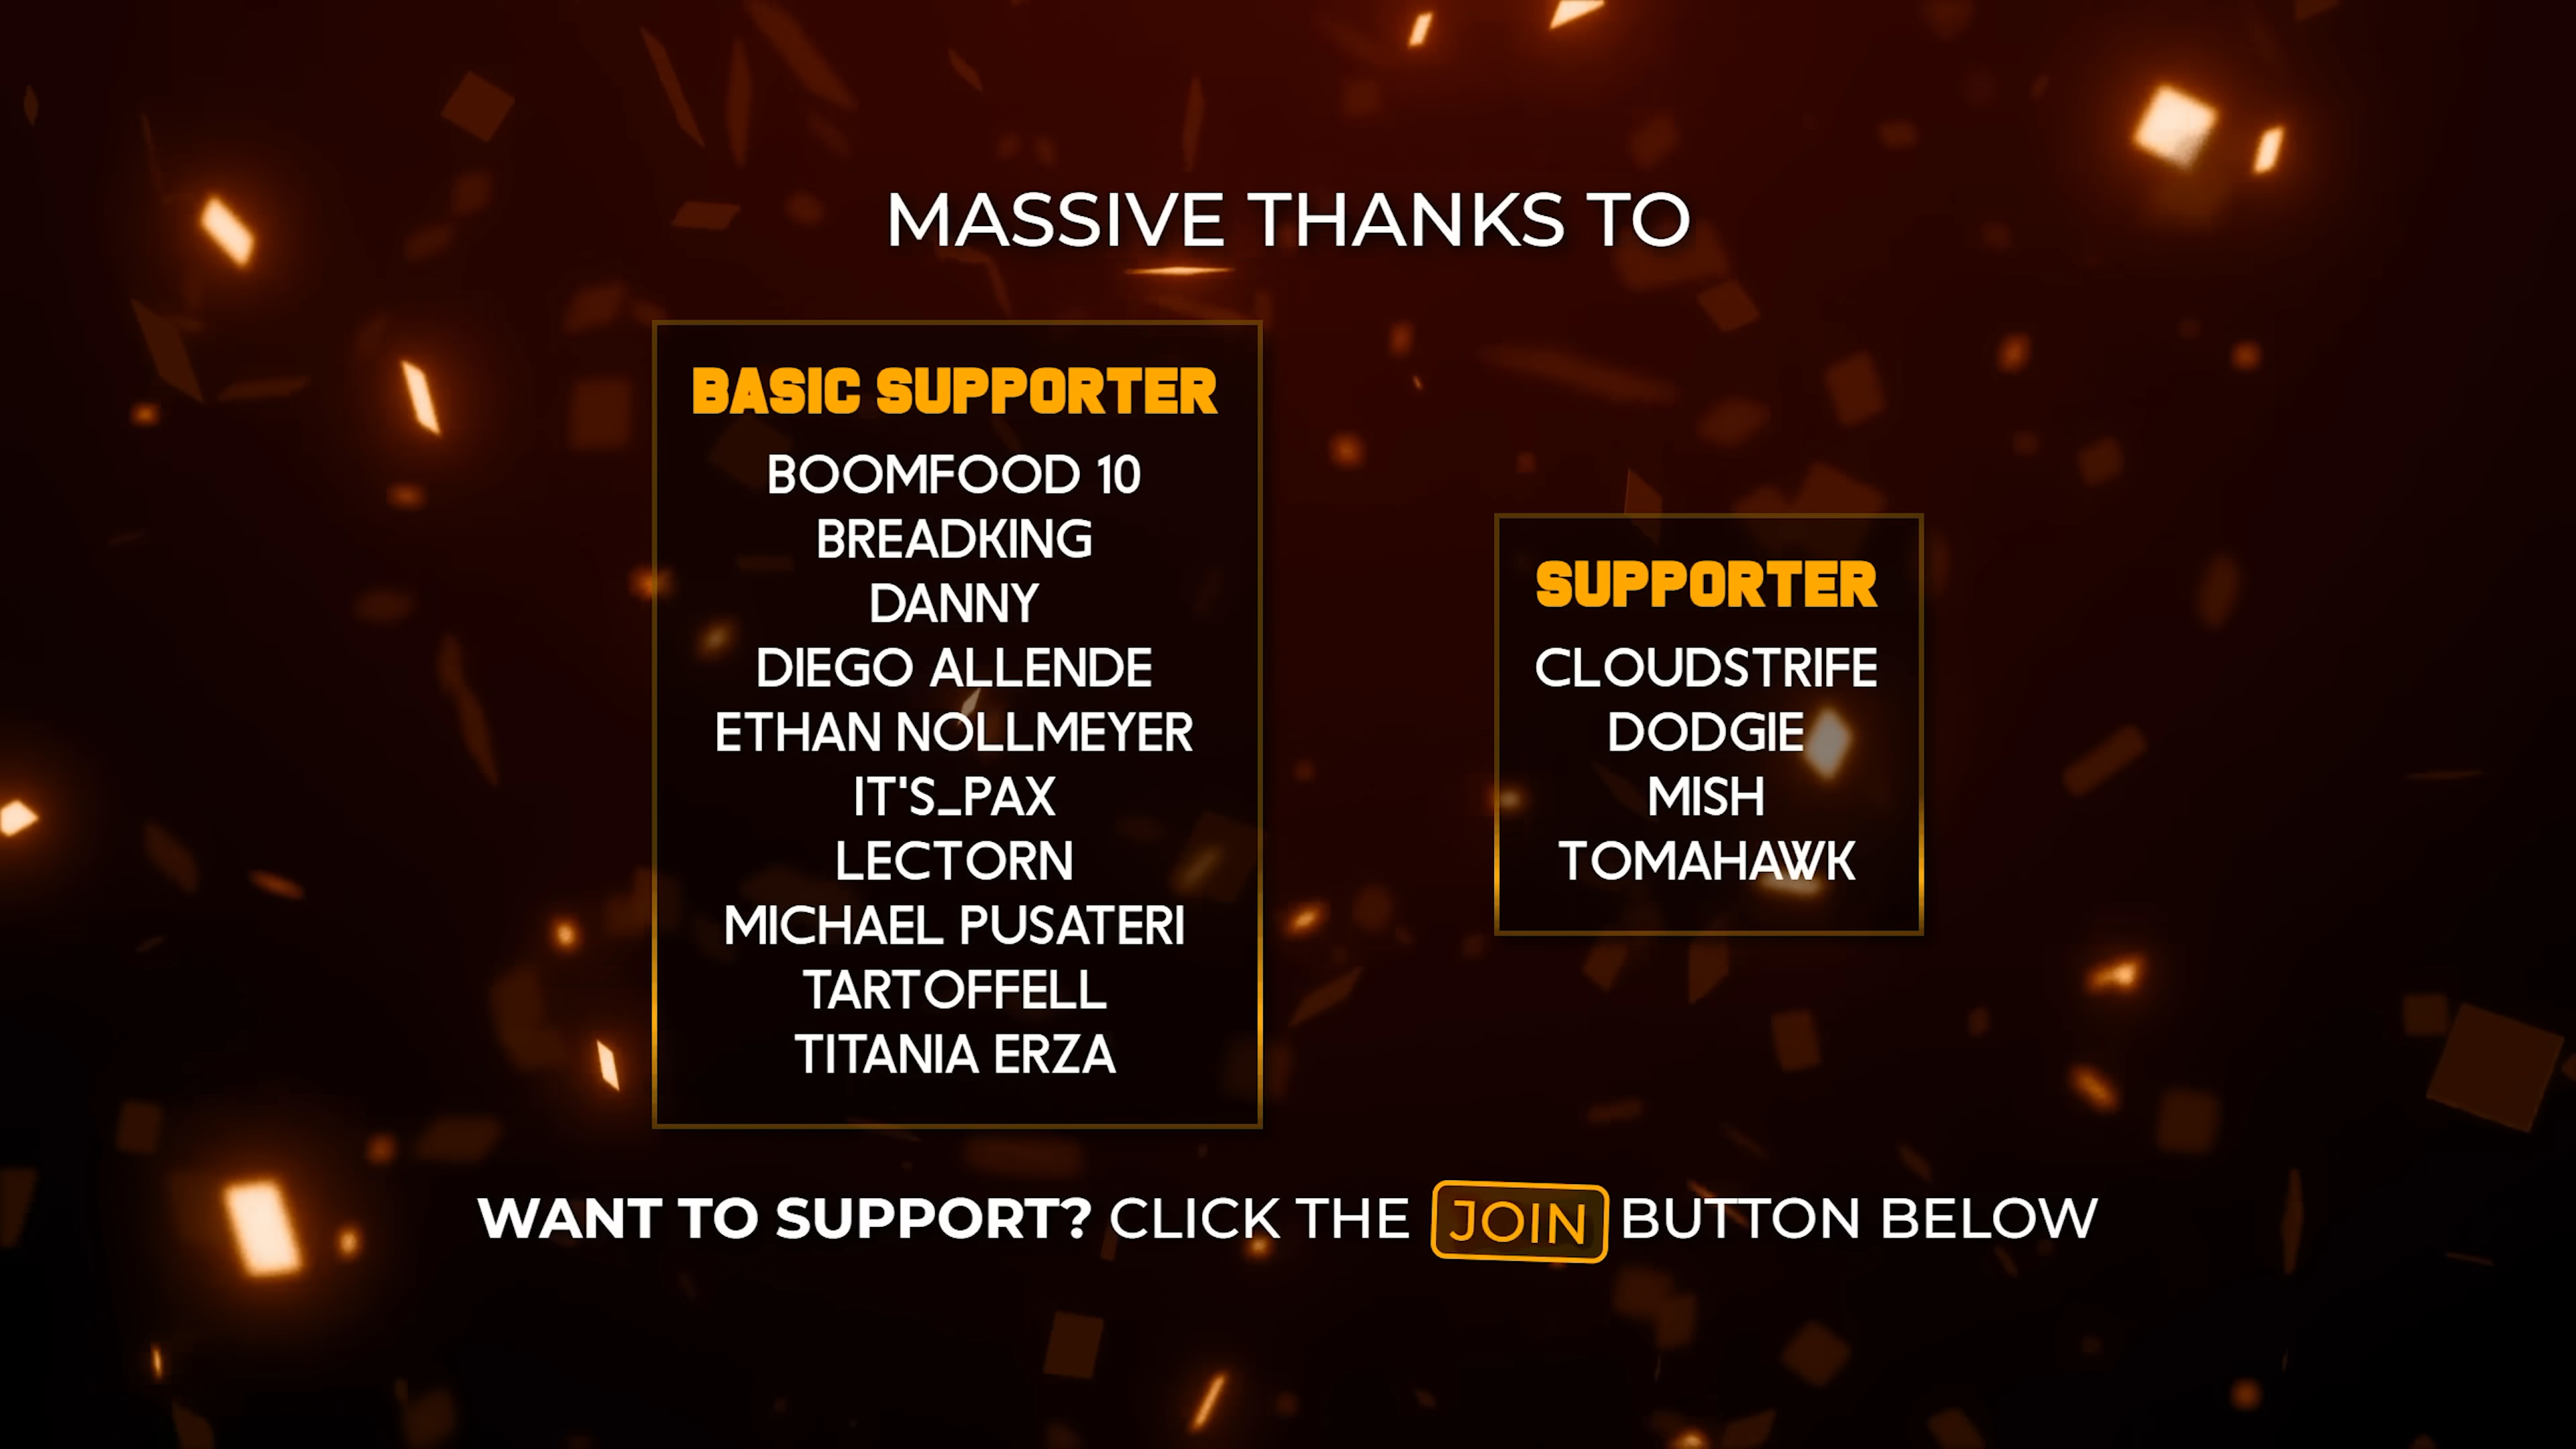 MASSIVE THANKS TO
BASIC SUPPORTER
BOOMFOOD 10
BREADKING
DANNY
DIEGO ALLENDE
ETHAN NOLLMEYER
IT'S_PAX
LECTORN
MICHAEL PUSATERI
TARTOFFELL
TITANIA ERZA
SUPPORTER
CLOUDSTRIFE
DODGIE
MISH
TOMAHAWK
WANT TO SUPPORT? CLICK THE JOIN BUTTON BELOW